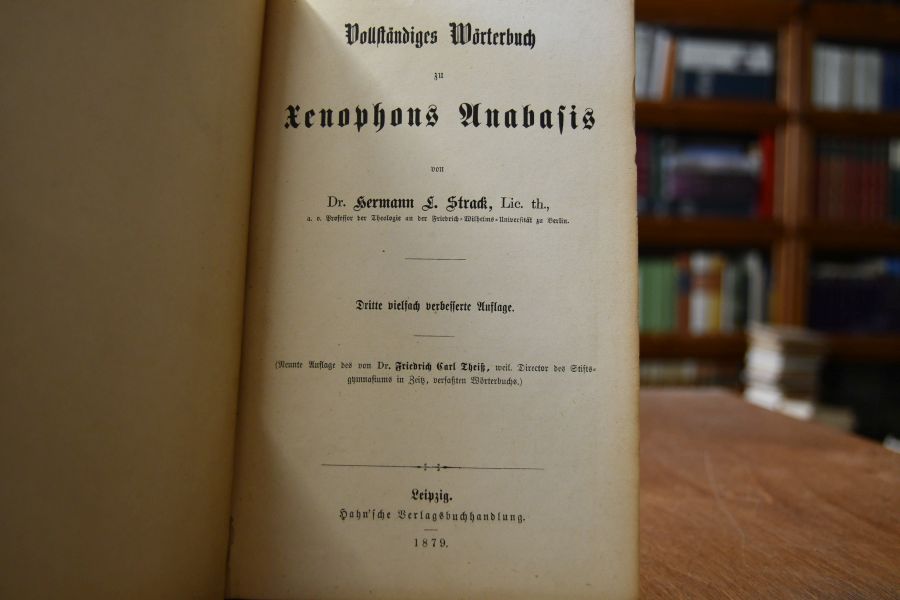 Vollständiges Wörterbuch
zu
Xenophons Anabasis
von
Dr. Hermann L. Strack, Lic. th.,
a. o. Professor der Theologie an der Friedrich-Wilhelms-Universität zu Berlin.
Dritte vielfach verbesserte Auflage.
(Neunte Auflage des von Dr. Friedrich Carl Theiß, weil. Director des Stifts-
gymnasiums in Zeitz, verfaßten Wörterbuchs.)
Leipzig.
Hahn'sche Verlagsbuchhandlung.
1879.